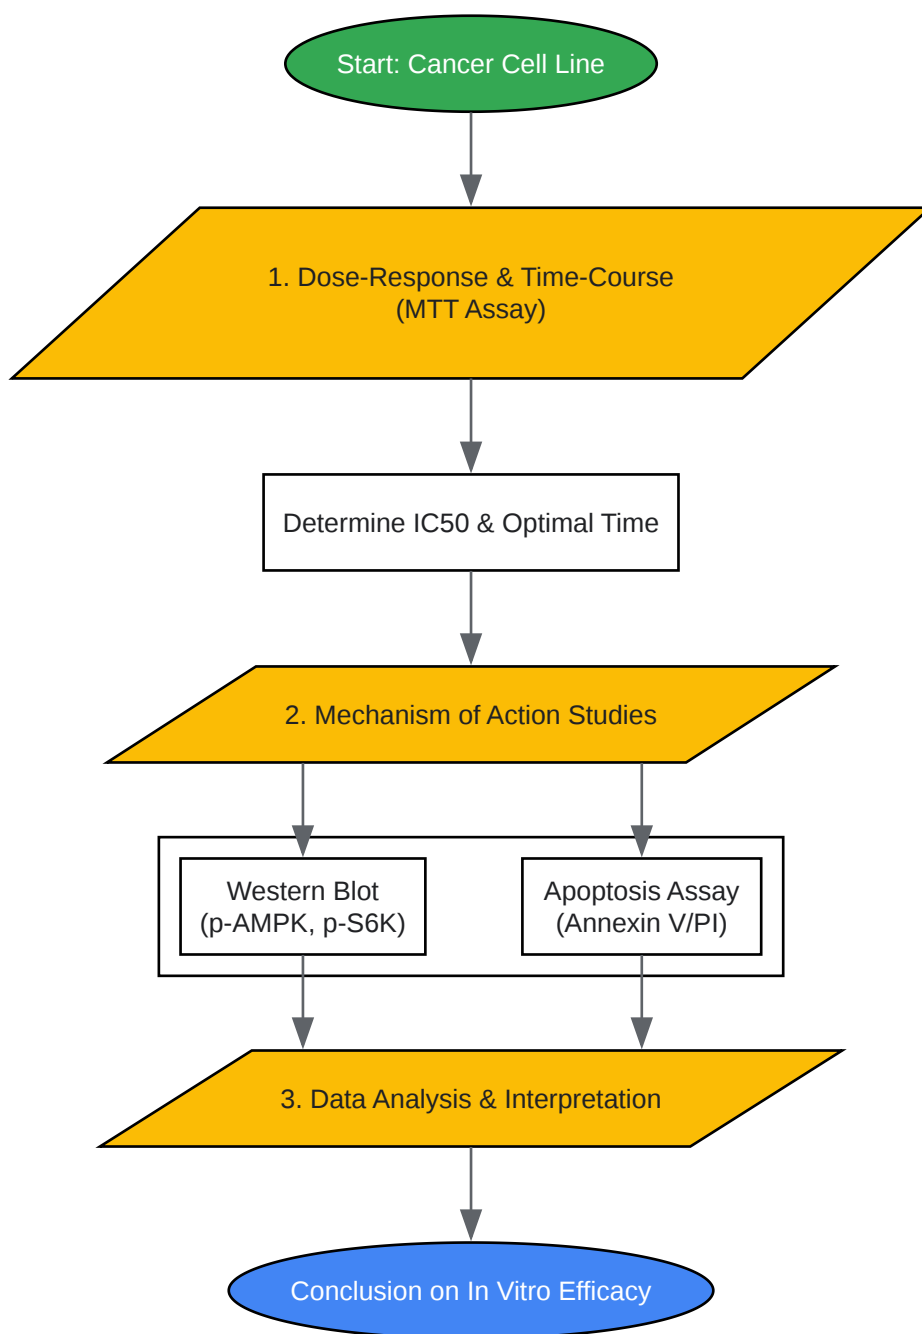 Start: Cancer Cell Line
1. Dose-Response & Time-Course
(MTT Assay)
Determine IC50 & Optimal Time
2. Mechanism of Action Studies
Western Blot
(p-AMPK, p-S6K)
Apoptosis Assay
(Annexin V/PI)
3. Data Analysis & Interpretation
Conclusion on In Vitro Efficacy